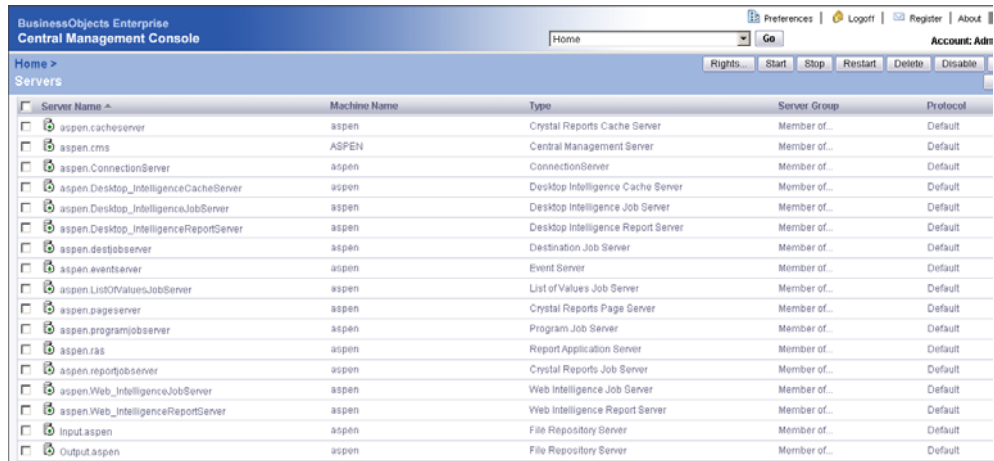 BusinessObjects Enterprise
Central Management Console
Preferences | Logoff | Register | About
Home Go
Account: Adm
Home >
Servers
Rights... Start Stop Restart Delete Disable
Server Name Machine Name Type Server Group Protocol
aspen.cacheserver aspen Crystal Reports Cache Server Member of... Default
aspen.cms ASPEN Central Management Server Member of... Default
aspen.ConnectionServer aspen ConnectionServer Member of... Default
aspen.Desktop_IntelligenceCacheServer aspen Desktop Intelligence Cache Server Member of... Default
aspen.Desktop_IntelligenceJobServer aspen Desktop Intelligence Job Server Member of... Default
aspen.Desktop_IntelligenceReportServer aspen Desktop Intelligence Report Server Member of... Default
aspen.destjobserver aspen Destination Job Server Member of... Default
aspen.eventserver aspen Event Server Member of... Default
aspen.ListOfValuesJobServer aspen List of Values Job Server Member of... Default
aspen.pageserver aspen Crystal Reports Page Server Member of... Default
aspen.programjobserver aspen Program Job Server Member of... Default
aspen.ras aspen Report Application Server Member of... Default
aspen.reportjobserver aspen Crystal Reports Job Server Member of... Default
aspen.Web_IntelligenceJobServer aspen Web Intelligence Job Server Member of... Default
aspen.Web_IntelligenceReportServer aspen Web Intelligence Report Server Member of... Default
Input.aspen aspen File Repository Server Member of... Default
Output.aspen aspen File Repository Server Member of... Default